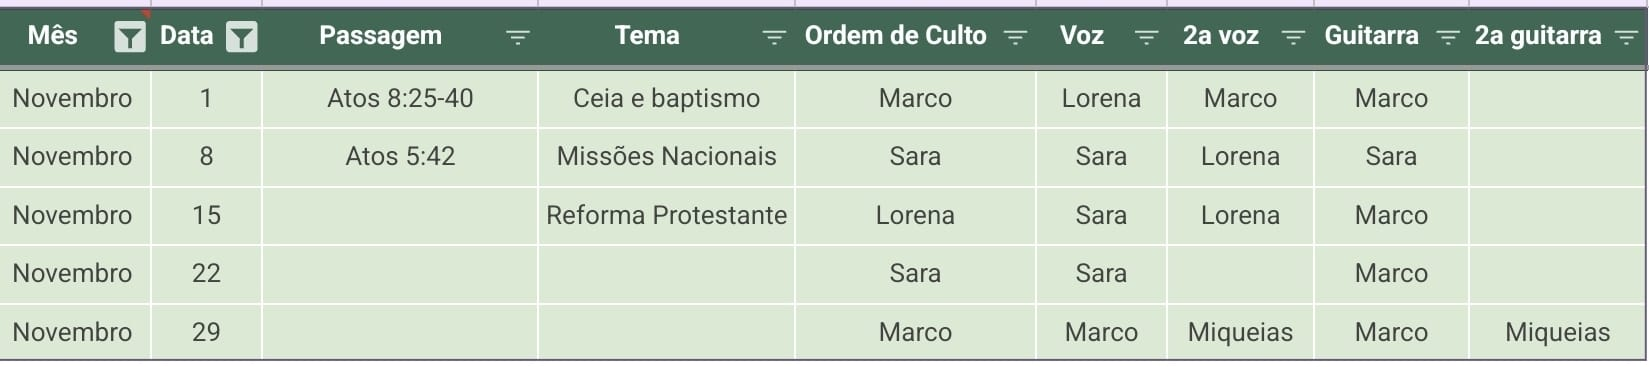 Mês Data Passagem Tema Ordem de Culto Voz 2a voz Guitarra 2a guitarra
Novembro 1 Atos 8:25-40 Ceia e baptismo Marco Lorena Marco Marco
Novembro 8 Atos 5:42 Missões Nacionais Sara Sara Lorena Sara
Novembro 15 Reforma Protestante Lorena Sara Lorena Marco
Novembro 22 Sara Sara Marco
Novembro 29 Marco Marco Miqueias Marco Miqueias